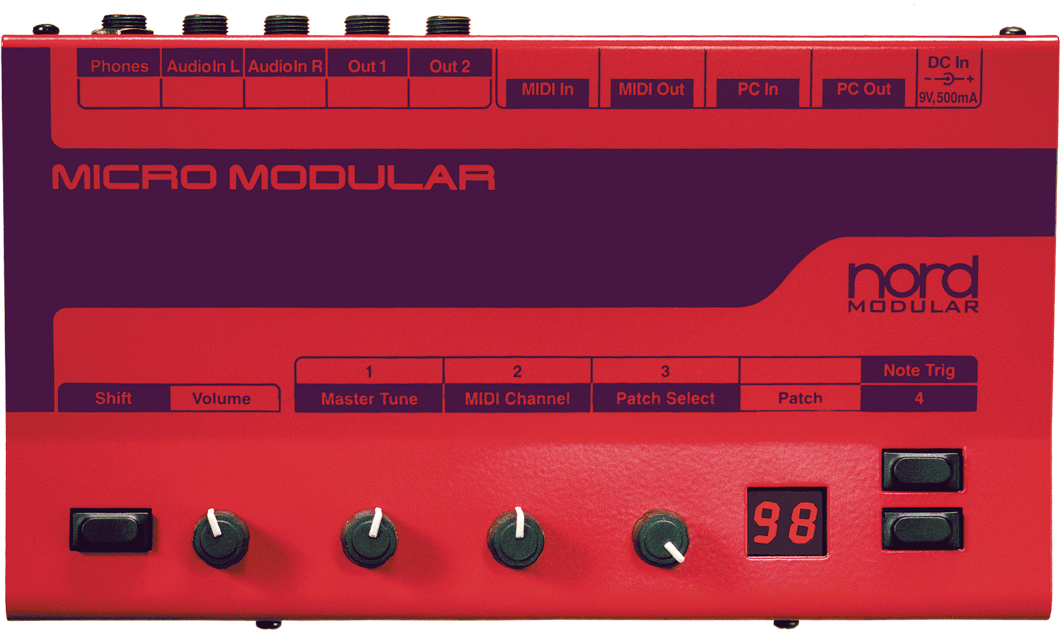 Phones AudioIn L AudioIn R Out 1 Out 2
MIDI In MIDI Out PC In PC Out
DC In
- +
9V,500mA
MICRO MODULAR
nord
MODULAR
1 2 3 Note Trig
Shift Volume Master Tune MIDI Channel Patch Select Patch 4
98